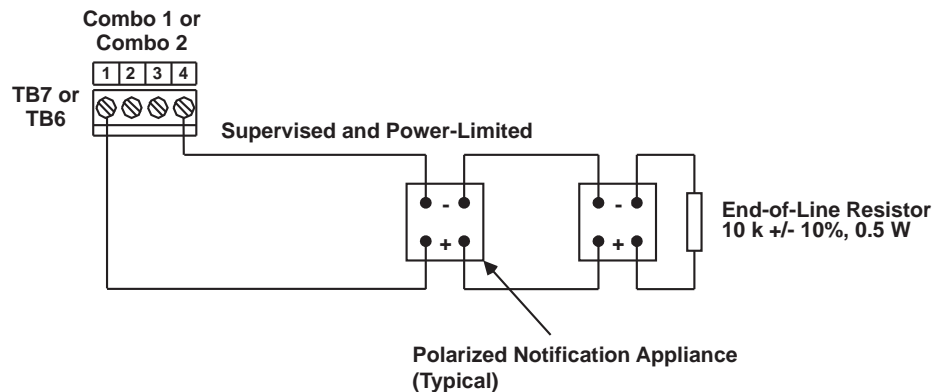 Combo 1 or
Combo 2
1 2 3 4
TB7 or
TB6
Supervised and Power-Limited
- -
+ +
End-of-Line Resistor
10 k +/- 10%, 0.5 W
Polarized Notification Appliance
(Typical)